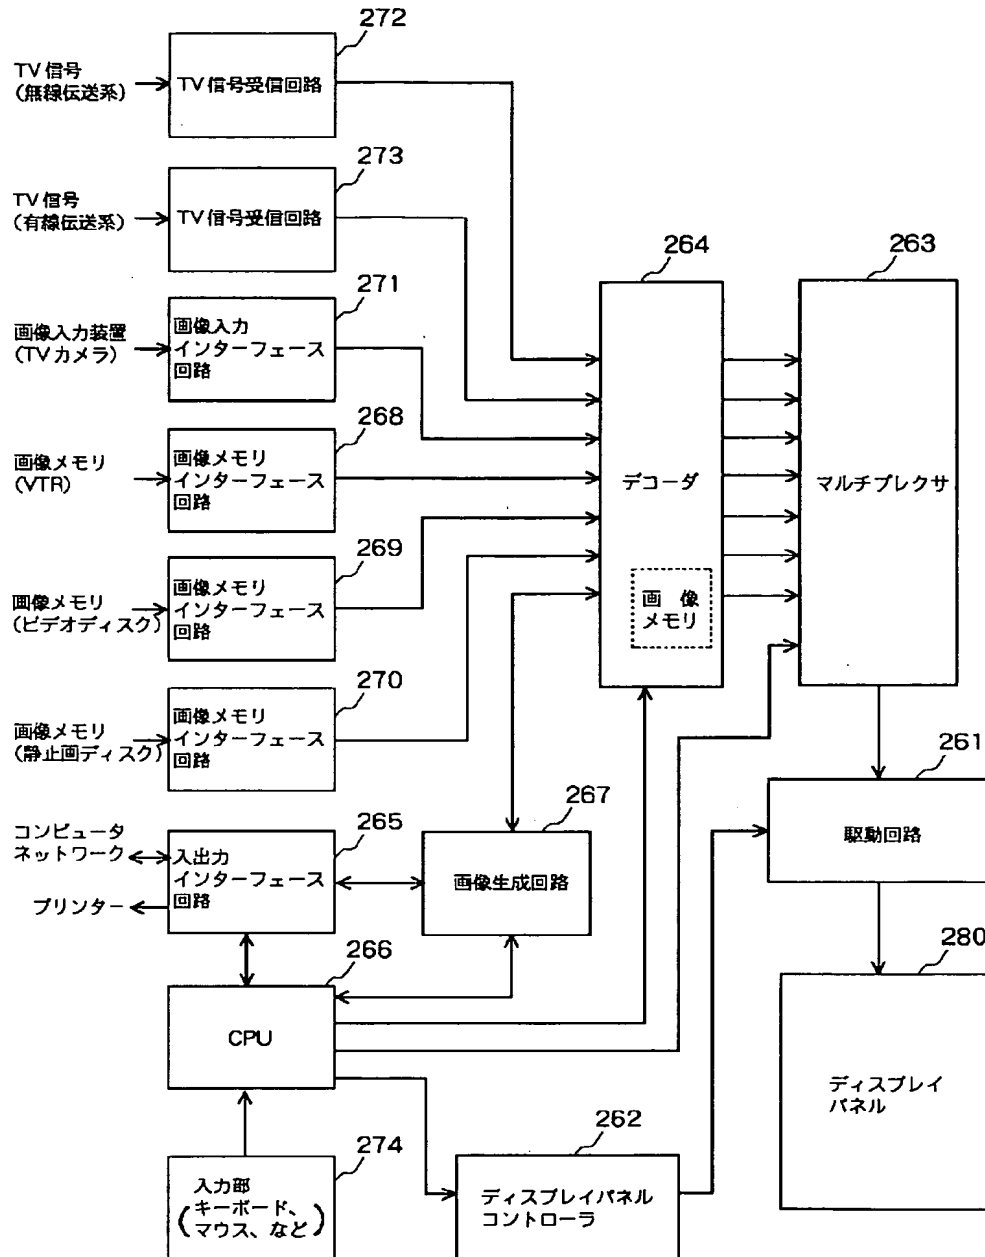 272
TV信号
(無線伝送系)
TV信号受信回路
273
TV信号
(有線伝送系)
TV信号受信回路
271
画像入力装置
(TVカメラ)
画像入力
インターフェース
回路
268
画像メモリ
(VTR)
画像メモリ
インターフェース
回路
269
画像メモリ
(ビデオディスク)
画像メモリ
インターフェース
回路
270
画像メモリ
(静止画ディスク)
画像メモリ
インターフェース
回路
264
デコーダ
画像
メモリ
263
マルチプレクサ
261
駆動回路
280
ディスプレイ
パネル
267
画像生成回路
265
コンピュータ
ネットワーク
プリンター
入出力
インターフェース
回路
266
CPU
274
入力部
(キーボード、
マウス、など)
262
ディスプレイパネル
コントローラ